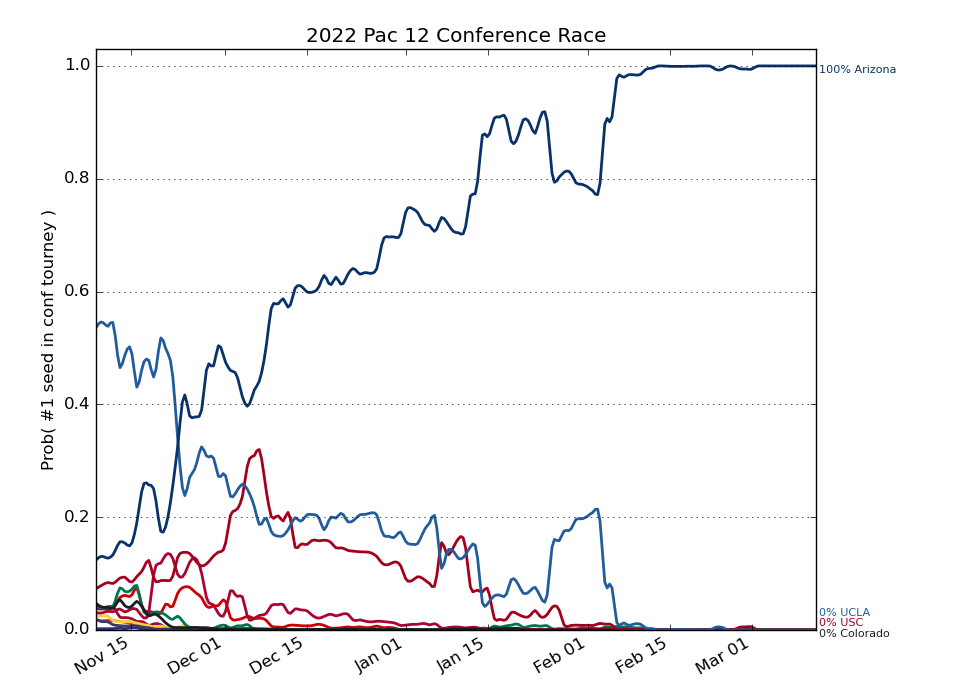 2022 Pac 12 Conference Race
Prob( #1 seed in conf tourney )
1.0
0.8
0.6
0.4
0.2
0.0
Nov 15
Dec 01
Dec 15
Jan 01
Jan 15
Feb 01
Feb 15
Mar 01
100% Arizona
0% UCLA
0% USC
0% Colorado